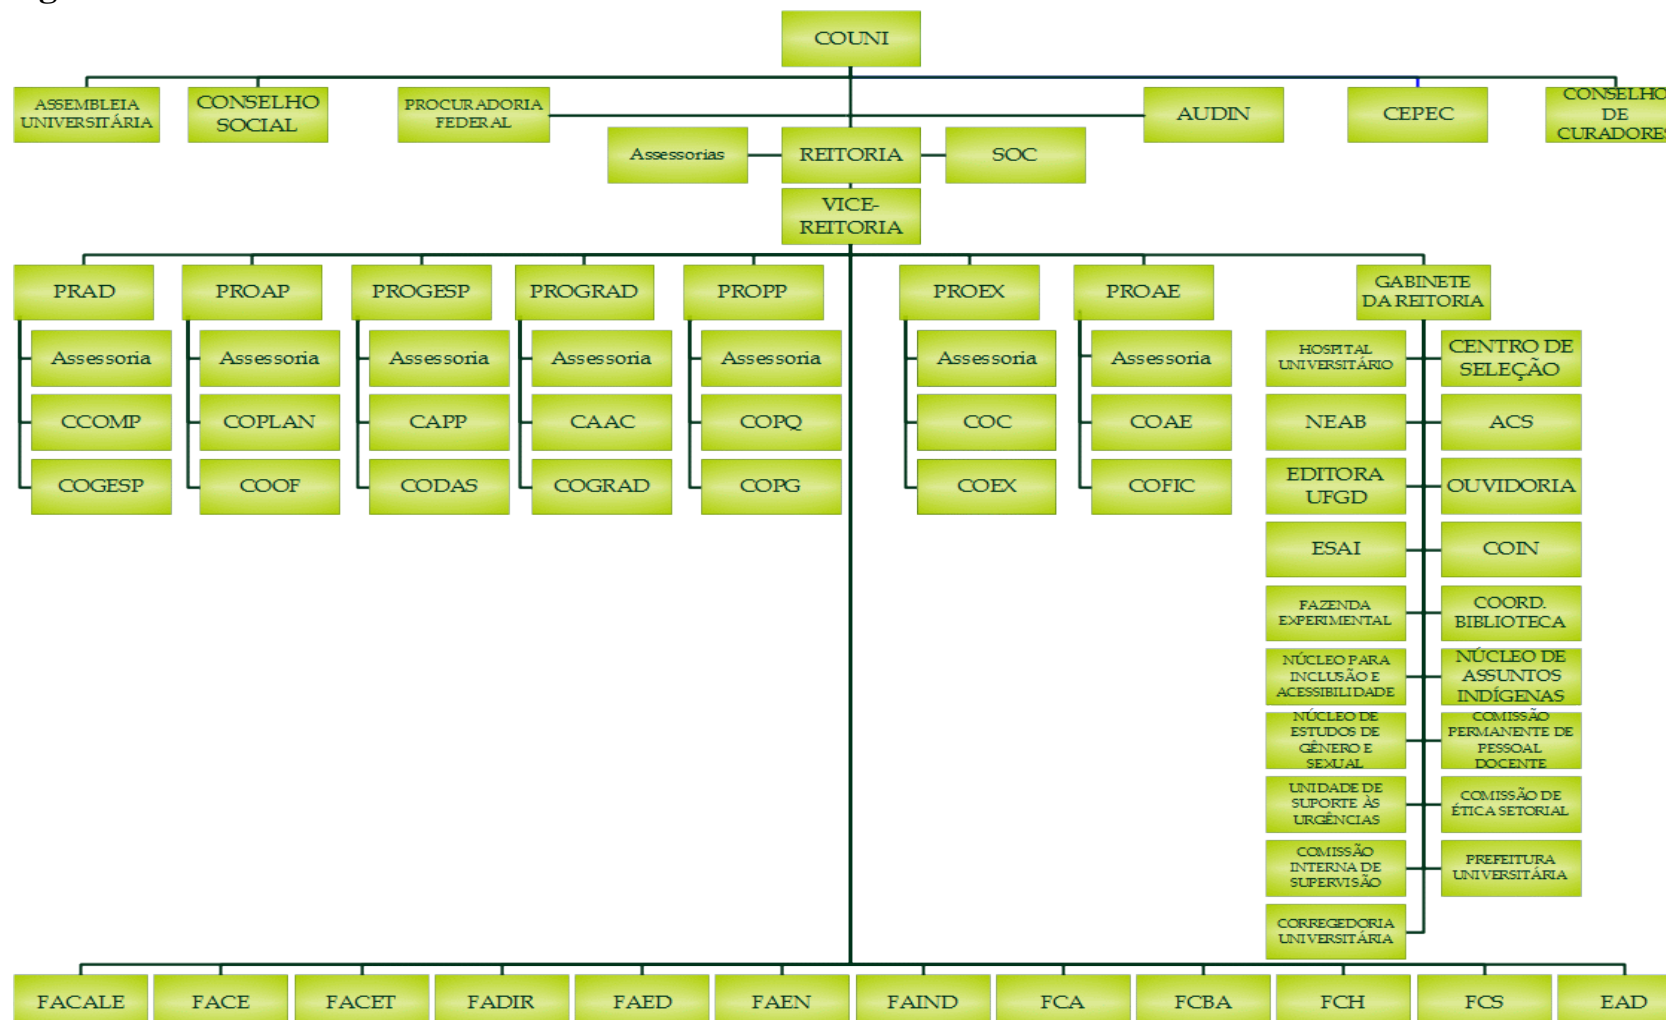 COUNI
ASSEMBLEIA
UNIVERSITÁRIA
CONSELHO
SOCIAL
PROCURADORIA
FEDERAL
AUDIN
CEPEC
CONSELHO
DE
CURADORES
Assessorias
REITORIA
SOC
VICE-
REITORIA
PRAD
PROAP
PROGESP
PROGRAD
PROPP
PROEX
PROAE
GABINETE
DA REITORIA
Assessoria
Assessoria
Assessoria
Assessoria
Assessoria
Assessoria
Assessoria
HOSPITAL
UNIVERSITÁRIO
CENTRO DE
SELEÇÃO
CCOMP
COPLAN
CAPP
CAAC
COPQ
COC
COAE
NEAB
ACS
COGESP
COOF
CODAS
COGRAD
COPG
COEX
COFIC
EDITORA
UFGD
OUVIDORIA
ESAI
COIN
FAZENDA
EXPERIMENTAL
COORD.
BIBLIOTECA
NÚCLEO PARA
INCLUSÃO E
ACESSIBILIDADE
NÚCLEO DE
ASSUNTOS
INDÍGENAS
NÚCLEO DE
ESTUDOS DE
GÊNERO E
SEXUAL
COMISSÃO
PERMANENTE DE
PESSOAL
DOCENTE
UNIDADE DE
SUPORTE ÀS
URGÊNCIAS
COMISSÃO DE
ÉTICA SETORIAL
COMISSÃO
INTERNA DE
SUPERVISÃO
PREFEITURA
UNIVERSITÁRIA
CORREGEDORIA
UNIVERSITÁRIA
FACALE
FACE
FACET
FADIR
FAED
FAEN
FAIND
FCA
FCBA
FCH
FCS
EAD